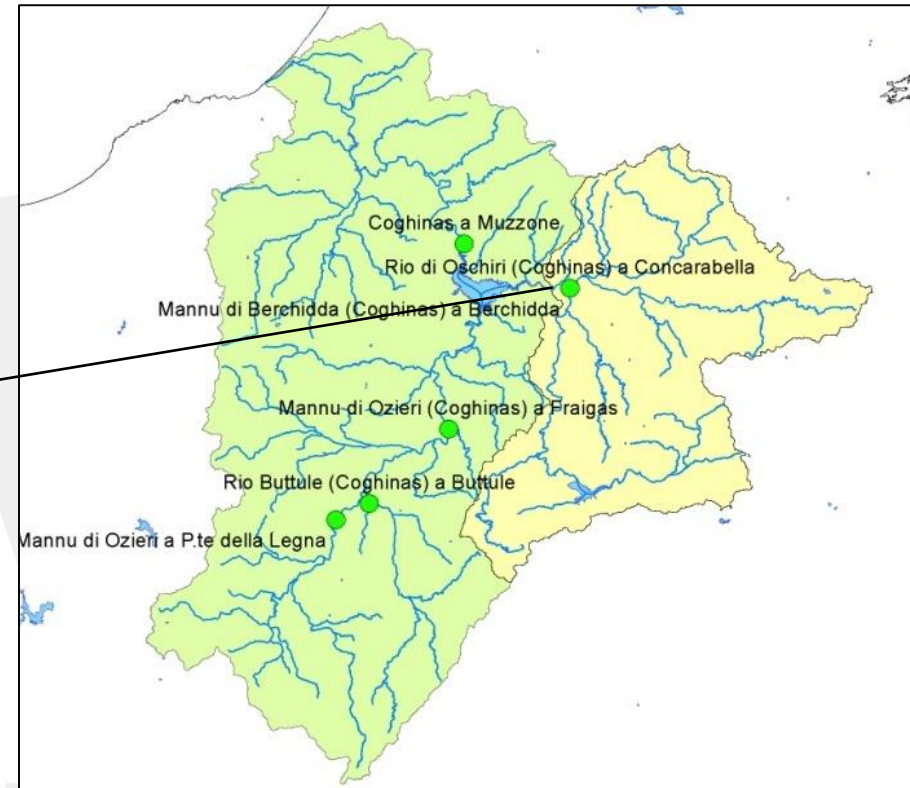 Coghinas a Muzzone
Rio di Oschiri (Coghinas) a Concarabella
Mannu di Berchidda (Coghinas) a Berchidda
Mannu di Ozieri (Coghinas) a Fraigas
Rio Buttule (Coghinas) a Buttule
Mannu di Ozieri a P.te della Legna